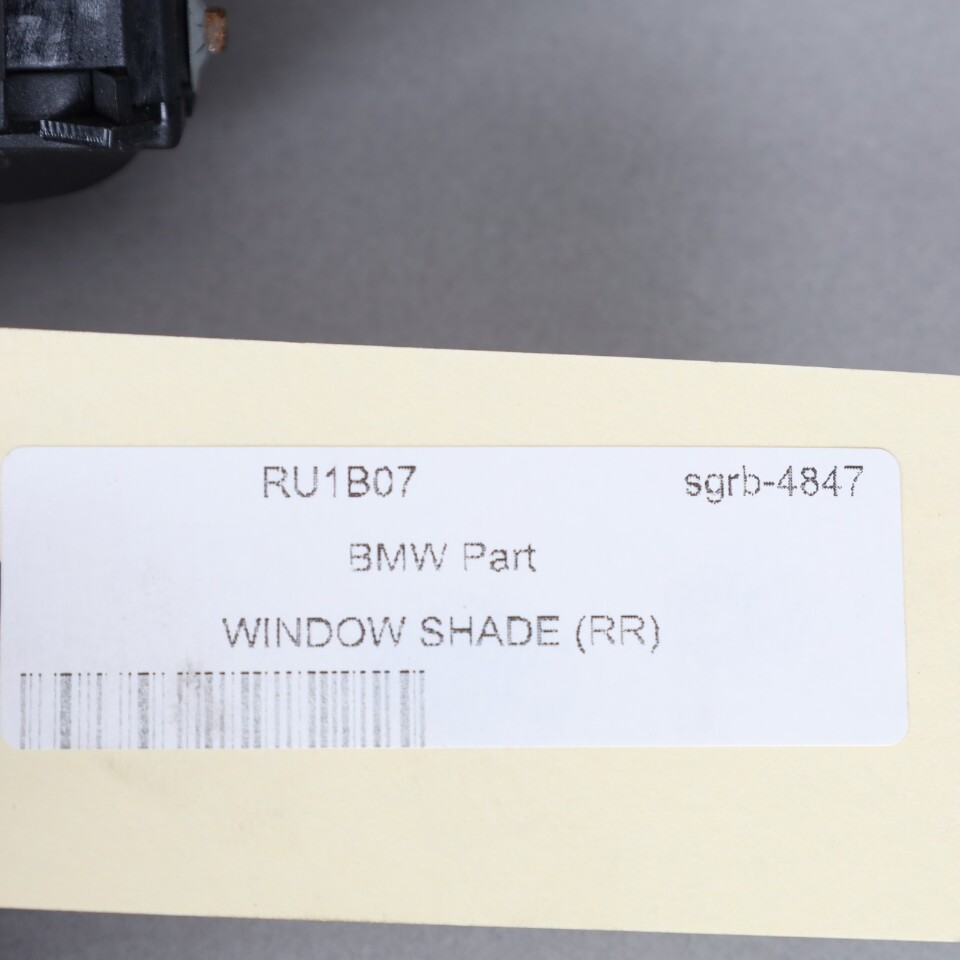 RU1B07 sgrb-4847
BMW Part
WINDOW SHADE (RR)